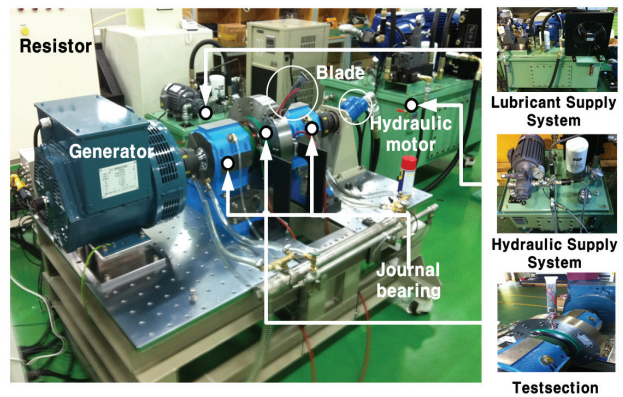 Resistor
Blade
Generator
Hydraulic
motor
Journal
bearing
Lubricant Supply
System
Hydraulic Supply
System
Testsection